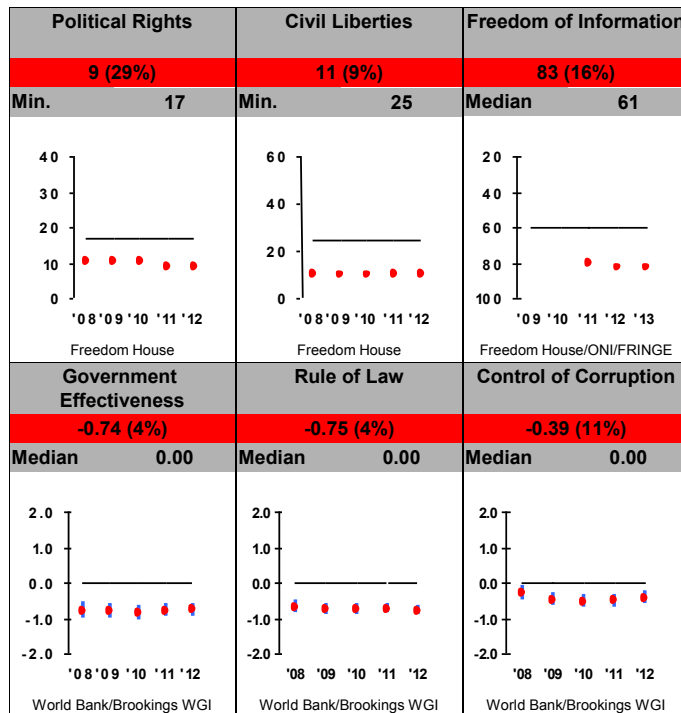 Political Rights
9 (29%)
Min. 17
40
30
20
10
0
'08 '09 '10 '11 '12
Freedom House
Civil Liberties
11 (9%)
Min. 25
60
40
20
0
'08 '09 '10 '11 '12
Freedom House
Freedom of Information
83 (16%)
Median 61
20
60
80
100
'09 '10 '11 '12 '13
Freedom House/ONI/FRINGE
Government
Effectiveness
-0.74 (4%)
Median 0.00
2.0
1.0
0.0
-1.0
-2.0
'08 '09 '10 '11 '12
World Bank/Brookings WGI
Rule of Law
-0.75 (4%)
Median 0.00
2.0
1.0
0.0
-1.0
-2.0
'08 '09 '10 '11 '12
World Bank/Brookings WGI
Control of Corruption
-0.39 (11%)
Median 0.00
2.0
1.0
0.0
-1.0
-2.0
'08 '09 '10 '11 '12
World Bank/Brookings WGI